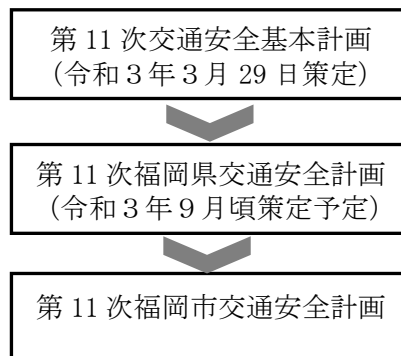 第 11 次交通安全基本計画
（令和３年３月 29 日策定）
第 11 次福岡県交通安全計画
（令和３年９月頃策定予定）
第 11 次福岡市交通安全計画